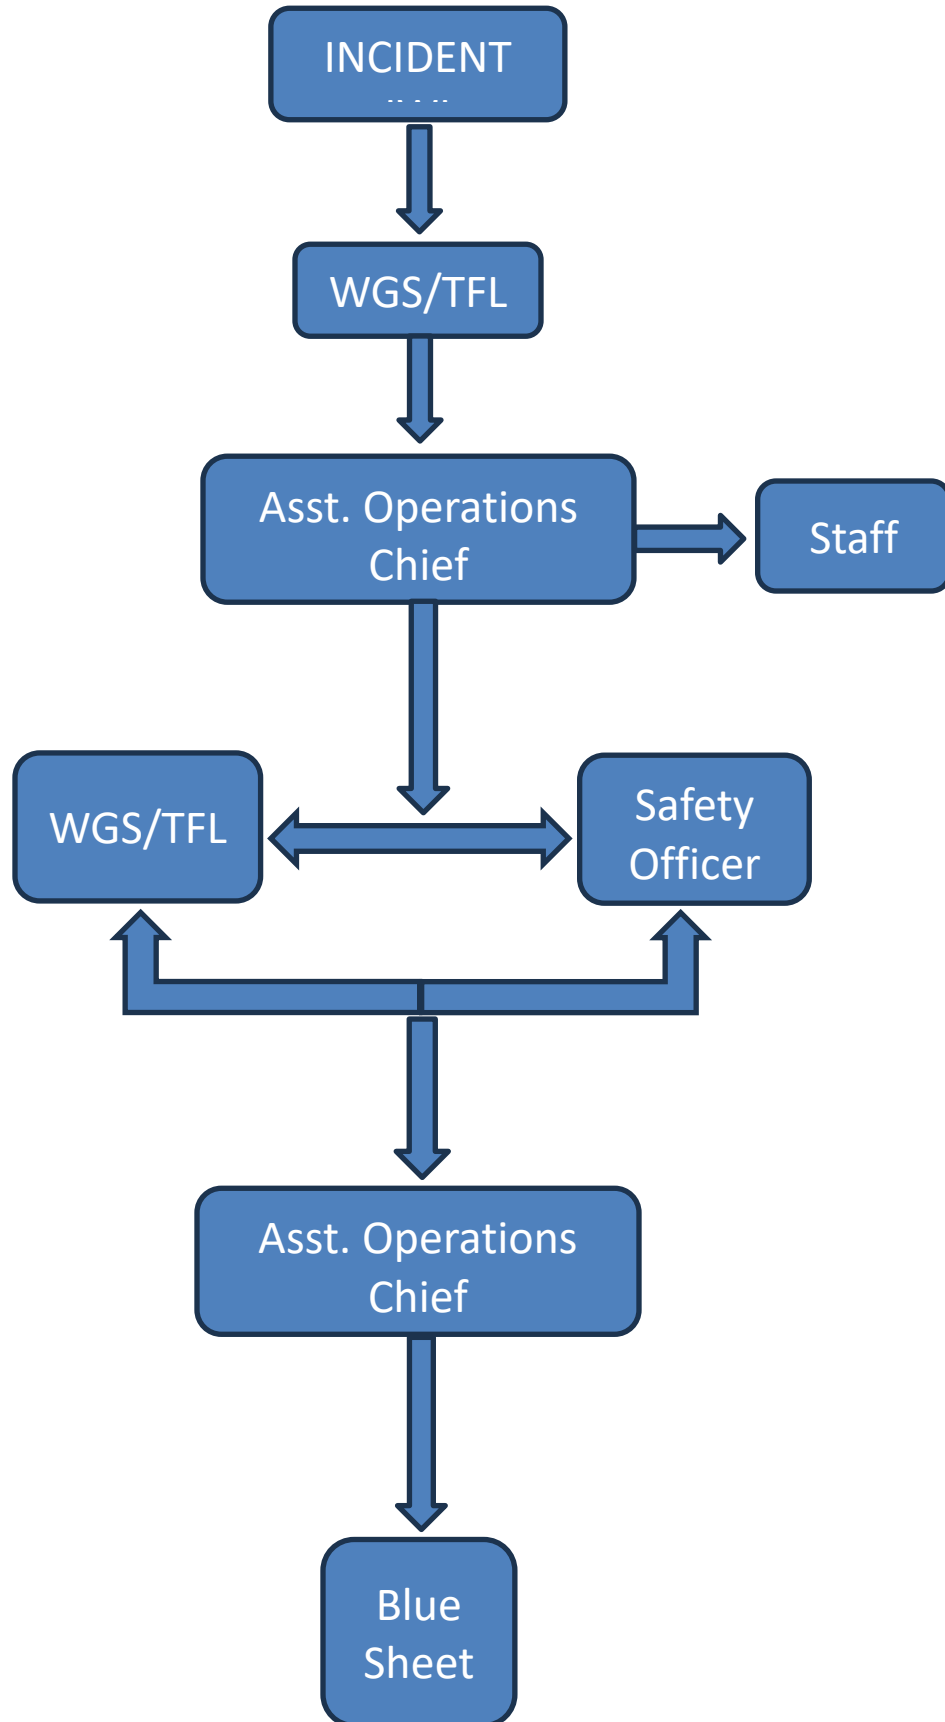 INCIDENT
WGS/TFL
Asst. Operations
Chief
Staff
WGS/TFL
Safety
Officer
Asst. Operations
Chief
Blue
Sheet